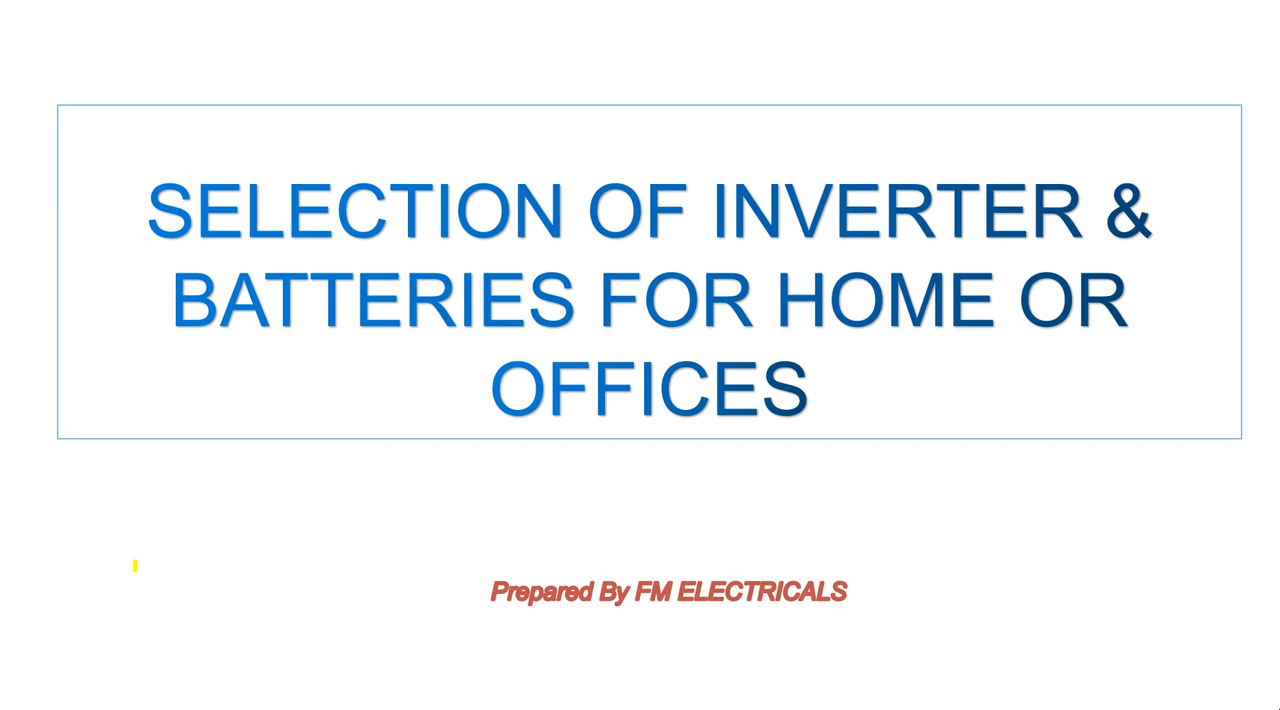 SELECTION OF INVERTER &
BATTERIES FOR HOME OR
OFFICES
Prepared By FM ELECTRICALS